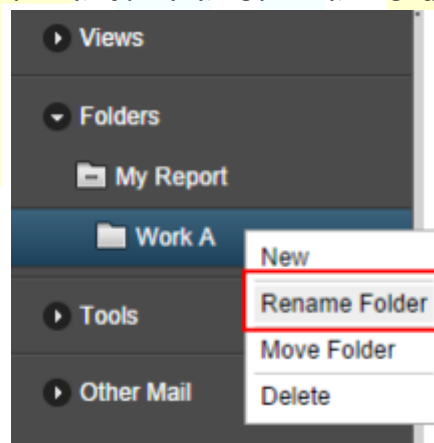 Views
Folders
My Report
Work A
New
Rename Folder
Tools
Move Folder
Other Mail
Delete